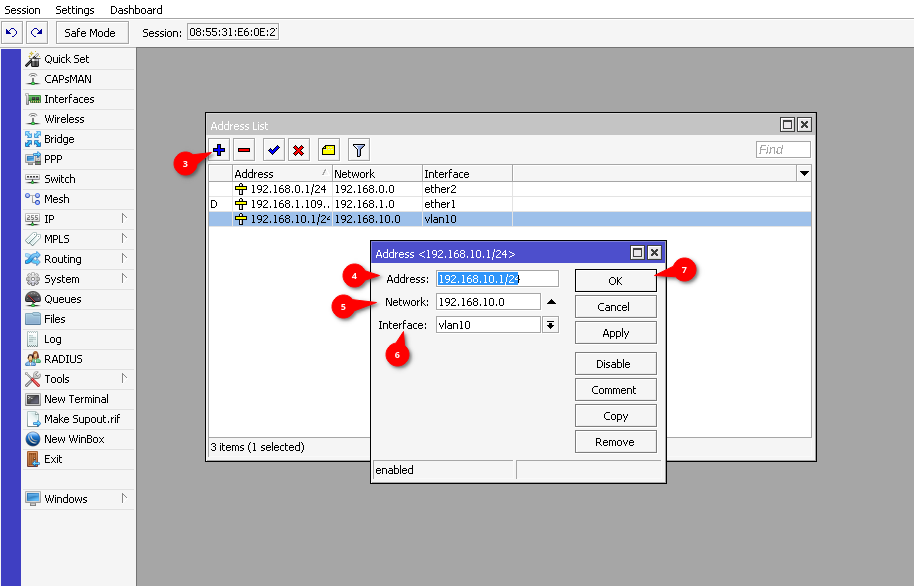 Session Settings Dashboard
Safe Mode Session: 08:55:31:E6:0E:2
Quick Set
CAPsMAN
Interfaces
Wireless
Bridge
PPP
Switch
Mesh
IP
MPLS
Routing
System
Queues
Files
Log
RADIUS
Tools
New Terminal
Make Supout.rif
New WinBox
Exit
Windows
Address List
3
Find
Address Network Interface
192.168.0.1/24 192.168.0.0 ether2
D 192.168.1.109.. 192.168.1.0 ether1
192.168.10.1/24 192.168.10.0 vlan10
3 items (1 selected)
Address <192.168.10.1/24>
4 Address: 192.168.10.1/24
5 Network: 192.168.10.0
Interface: vlan10
6
OK 7
Cancel
Apply
Disable
Comment
Copy
Remove
enabled
255